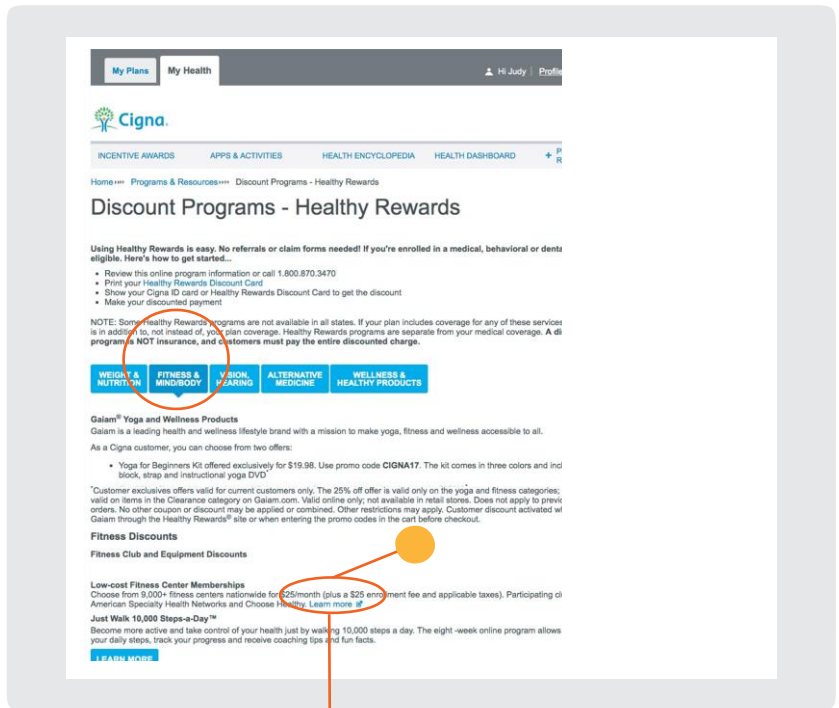 My Plans My Health Hi Judy | Profile
Cigna.
INCENTIVE AWARDS APPS & ACTIVITIES HEALTH ENCYCLOPEDIA HEALTH DASHBOARD +
Home Programs & Resources Discount Programs - Healthy Rewards
Discount Programs - Healthy Rewards
Using Healthy Rewards is easy. No referrals or claim forms needed! If you're enrolled in a medical, behavioral or denta
eligible. Here's how to get started...
• Review this online program information or call 1.800.870.3470
• Print your Healthy Rewards Discount Card
• Show your Cigna ID card or Healthy Rewards Discount Card to get the discount
• Make your discounted payment
NOTE: Some Healthy Rewards programs are not available in all states. If your plan includes coverage for any of these services
is in addition to, not instead of, your plan coverage. Healthy Rewards programs are separate from your medical coverage. A di
program is NOT insurance, and customers must pay the entire discounted charge.
WEIGHT & FITNESS & VISION, ALTERNATIVE WELLNESS &
NUTRITION MIND/BODY HEARING MEDICINE HEALTHY PRODUCTS
Gaiam® Yoga and Wellness Products
Gaiam is a leading health and wellness lifestyle brand with a mission to make yoga, fitness and wellness accessible to all.
As a Cigna customer, you can choose from two offers:
• Yoga for Beginners Kit offered exclusively for $19.98. Use promo code CIGNA17. The kit comes in three colors and incl
block, strap and instructional yoga DVD*
*Customer exclusives offers valid for current customers only. The 25% off offer is valid only on the yoga and fitness categories;
valid on items in the Clearance category on Gaiam.com. Valid online only; not available in retail stores. Does not apply to previo
orders. No other coupon or discount may be applied or combined. Other restrictions may apply. Customer discount activated wh
Gaiam through the Healthy Rewards® site or when entering the promo codes in the cart before checkout.
Fitness Discounts
Fitness Club and Equipment Discounts
Low-cost Fitness Center Memberships
Choose from 9,000+ fitness centers nationwide for $25/month (plus a $25 enrollment fee and applicable taxes). Participating ci
American Specialty Health Networks and Choose Healthy. Learn more
Just Walk 10,000 Steps-a-Day™
Become more active and take control of your health just by walking 10,000 steps a day. The eight -week online program allows
your daily steps, track your progress and receive coaching tips and fun facts.
LEARN MORE